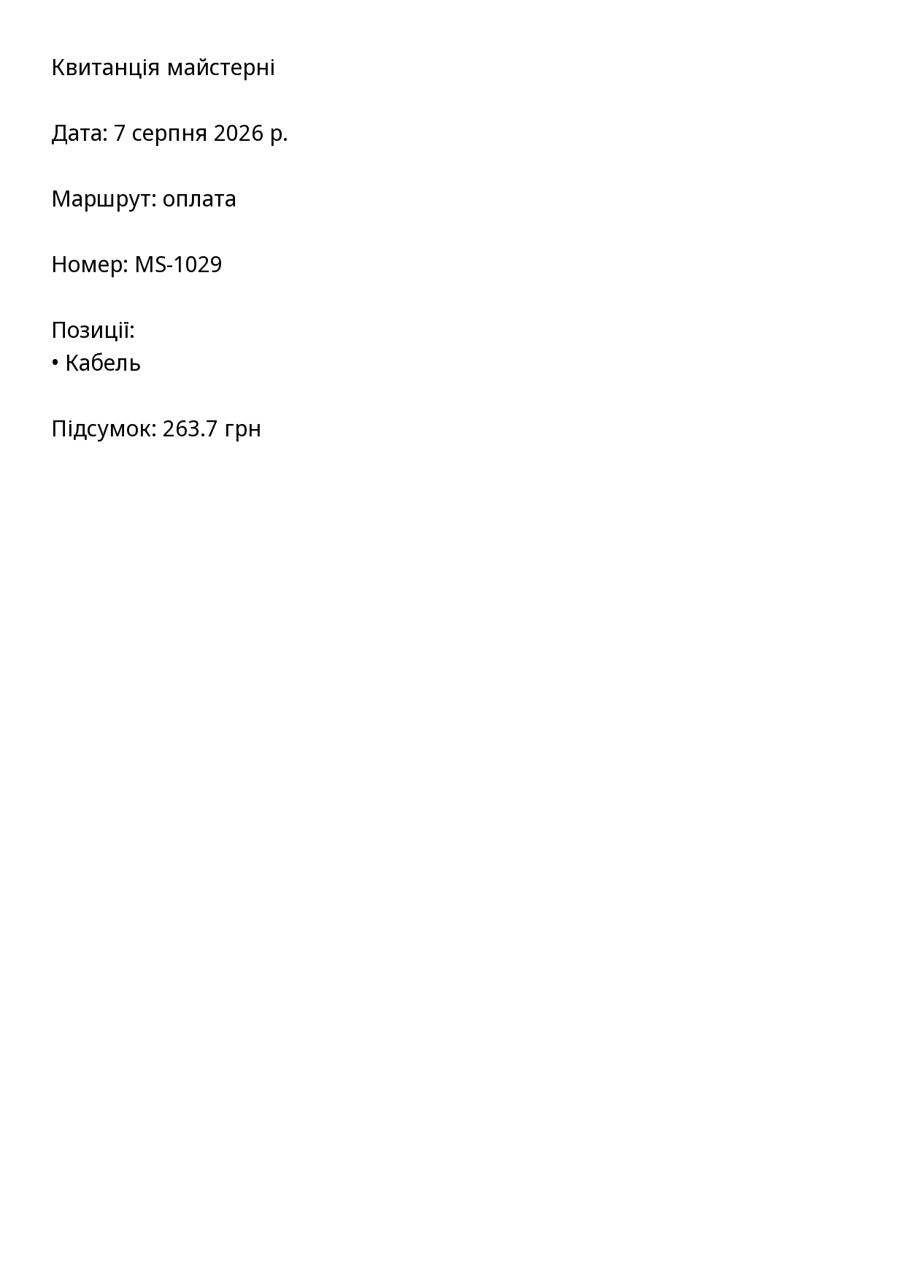 Квитанція майстерні
Дата: 7 серпня 2026 р.
Маршрут: оплата
Номер: MS-1029
Позиції:
• Кабель
Підсумок: 263.7 грн